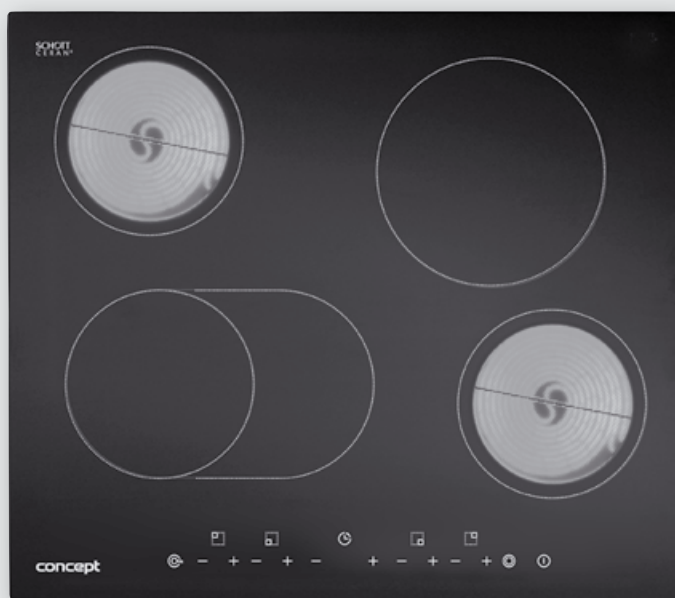 SCHOTT
CERAN®
concept
− + − + − + − + − +